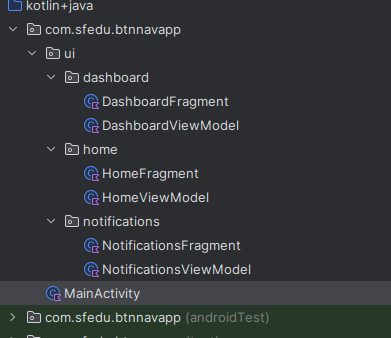 kotlin+java
com.sfedu.btnnavapp
ui
dashboard
DashboardFragment
DashboardViewModel
home
HomeFragment
HomeViewModel
notifications
NotificationsFragment
NotificationsViewModel
MainActivity
com.sfedu.btnnavapp (androidTest)